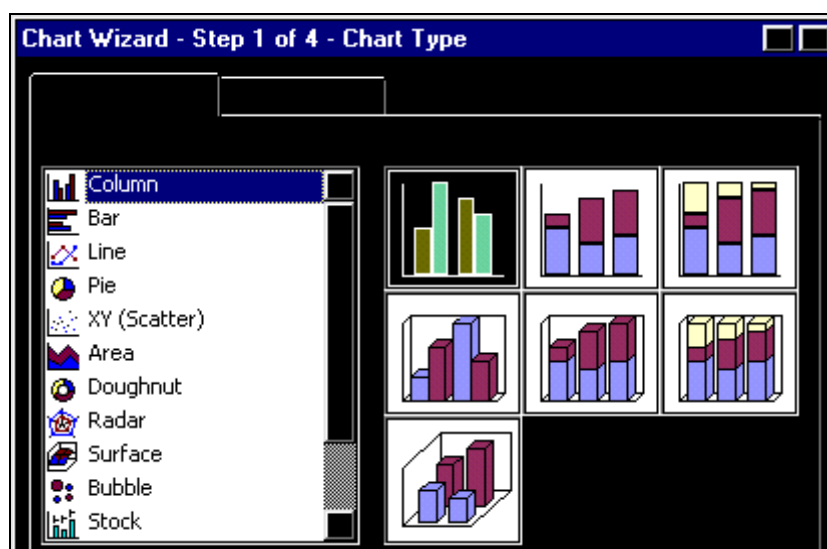 Chart Wizard - Step 1 of 4 - Chart Type
Column
Bar
Line
Pie
XY (Scatter)
Area
Doughnut
Radar
Surface
Bubble
Stock